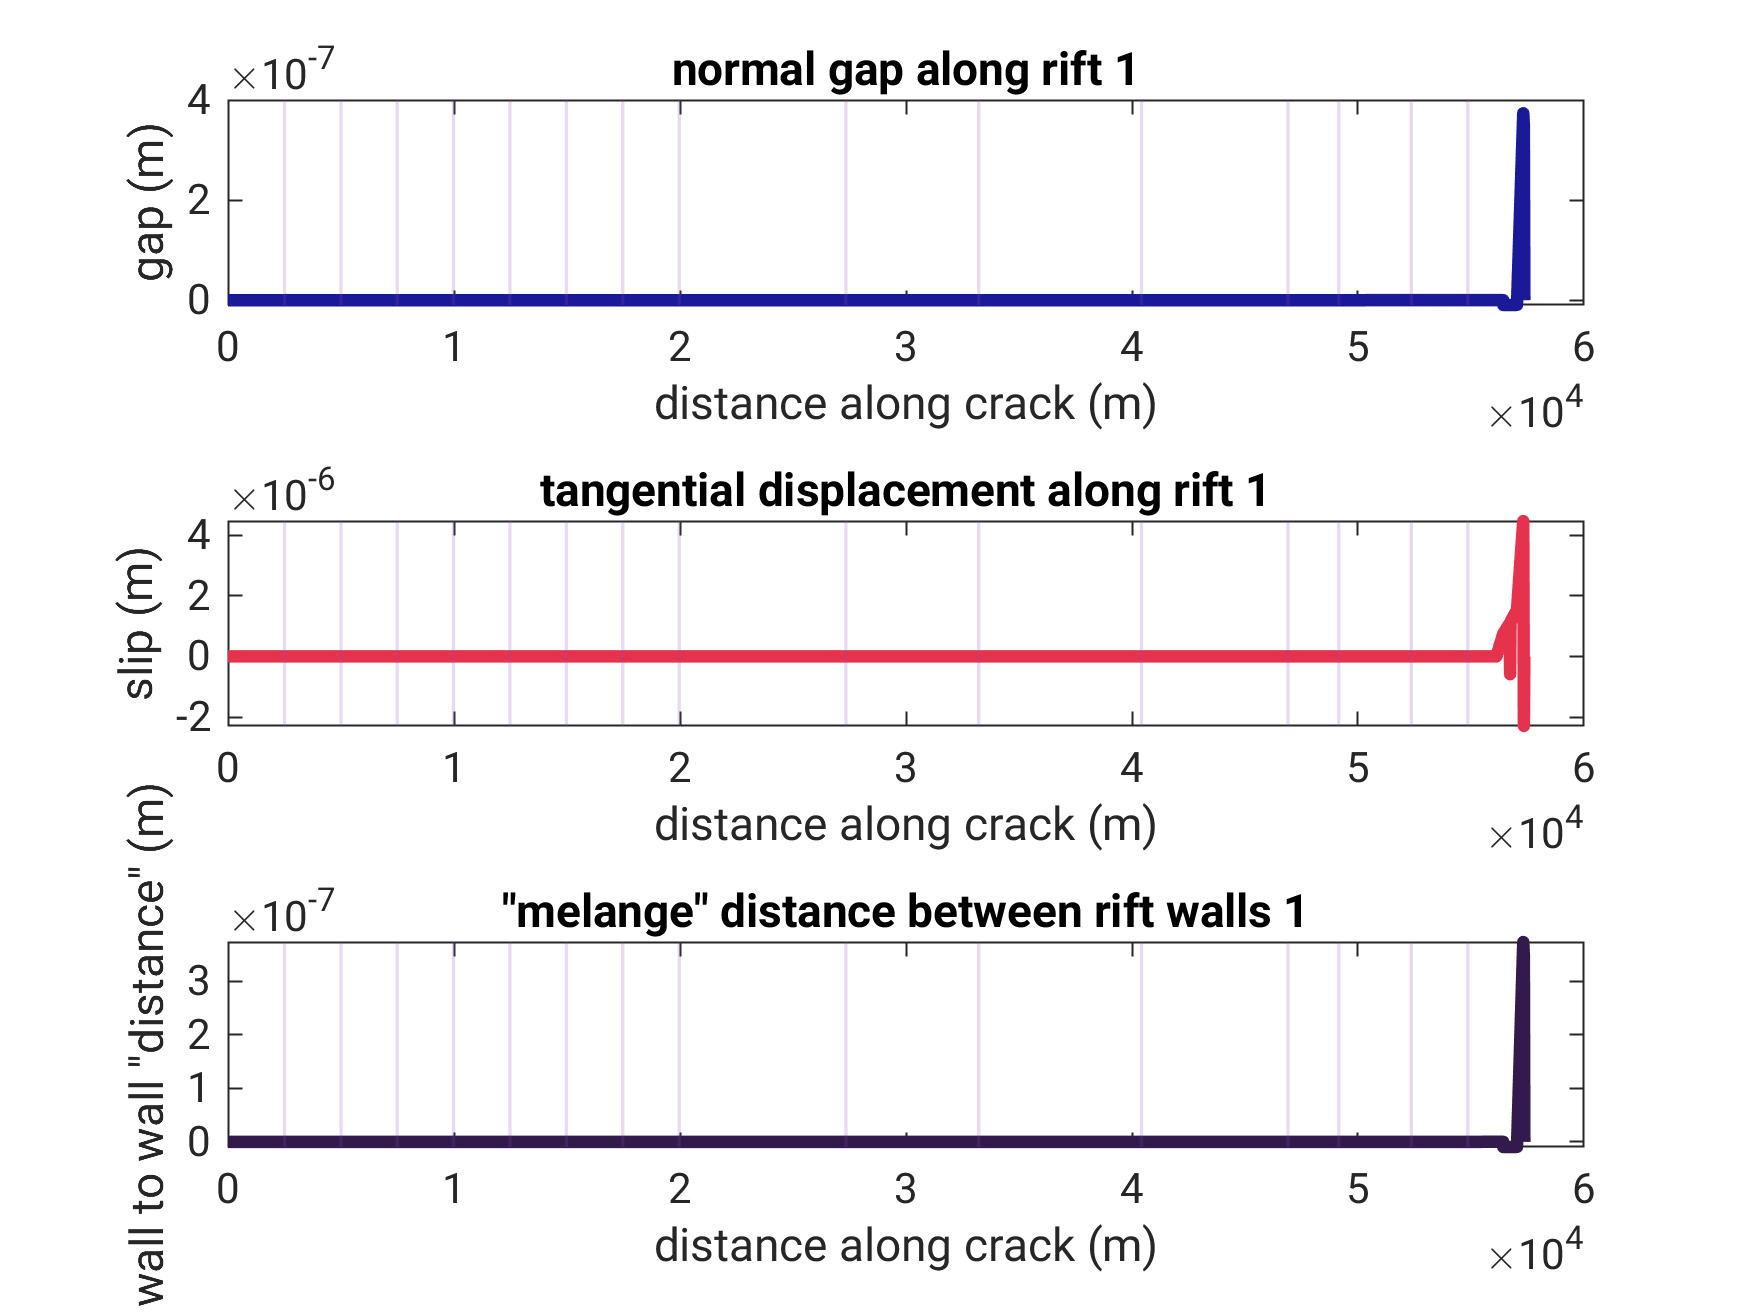 ×10-7
normal gap along rift 1
gap (m)
4
2
0
0 1 2 3 4 5 6
distance along crack (m)
×104
×10-6
tangential displacement along rift 1
slip (m)
4
2
0
-2
0 1 2 3 4 5 6
distance along crack (m)
×104
×10-7
"melange" distance between rift walls 1
wall to wall "distance" (m)
3
2
1
0
0 1 2 3 4 5 6
distance along crack (m)
×104